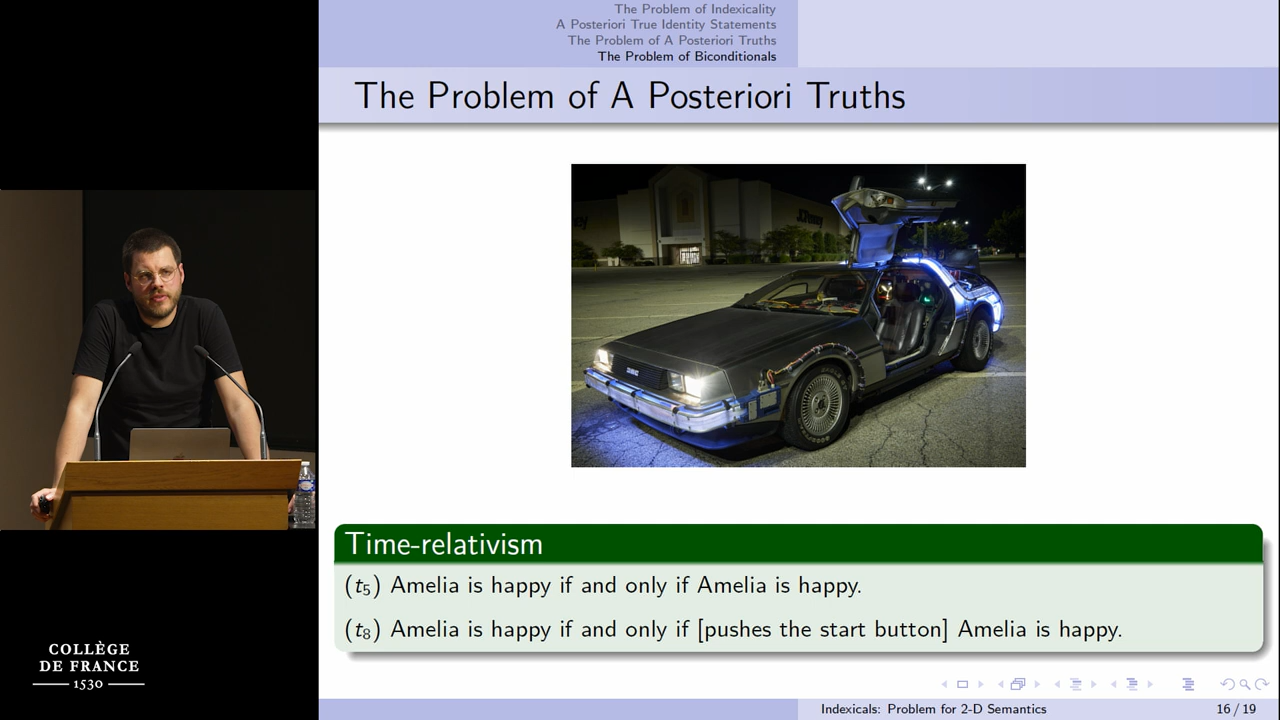 The Problem of Indexicality
A Posteriori True Identity Statements
The Problem of A Posteriori Truths
The Problem of Biconditionals
The Problem of A Posteriori Truths
Time-relativism
(t₅) Amelia is happy if and only if Amelia is happy.
(t₈) Amelia is happy if and only if [pushes the start button] Amelia is happy.
COLLÈGE
DE FRANCE
1530
Indexicals: Problem for 2-D Semantics
16 / 19